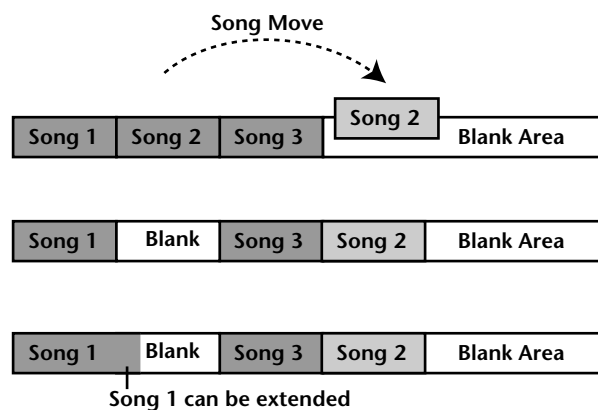 Song Move
Song 2
Song 1 Song 2 Song 3 Blank Area
Song 1 Blank Song 3 Song 2 Blank Area
Song 1 Blank Song 3 Song 2 Blank Area
Song 1 can be extended